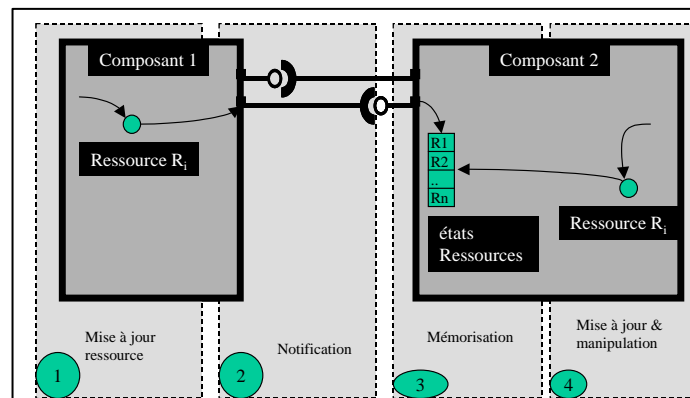 Composant 1
Composant 2
Ressource Ri
R1
R2
..
Rn
états
Ressources
Ressource Ri
Mise à jour
ressource
Notification
Mémorisation
Mise à jour &
manipulation
1
2
3
4